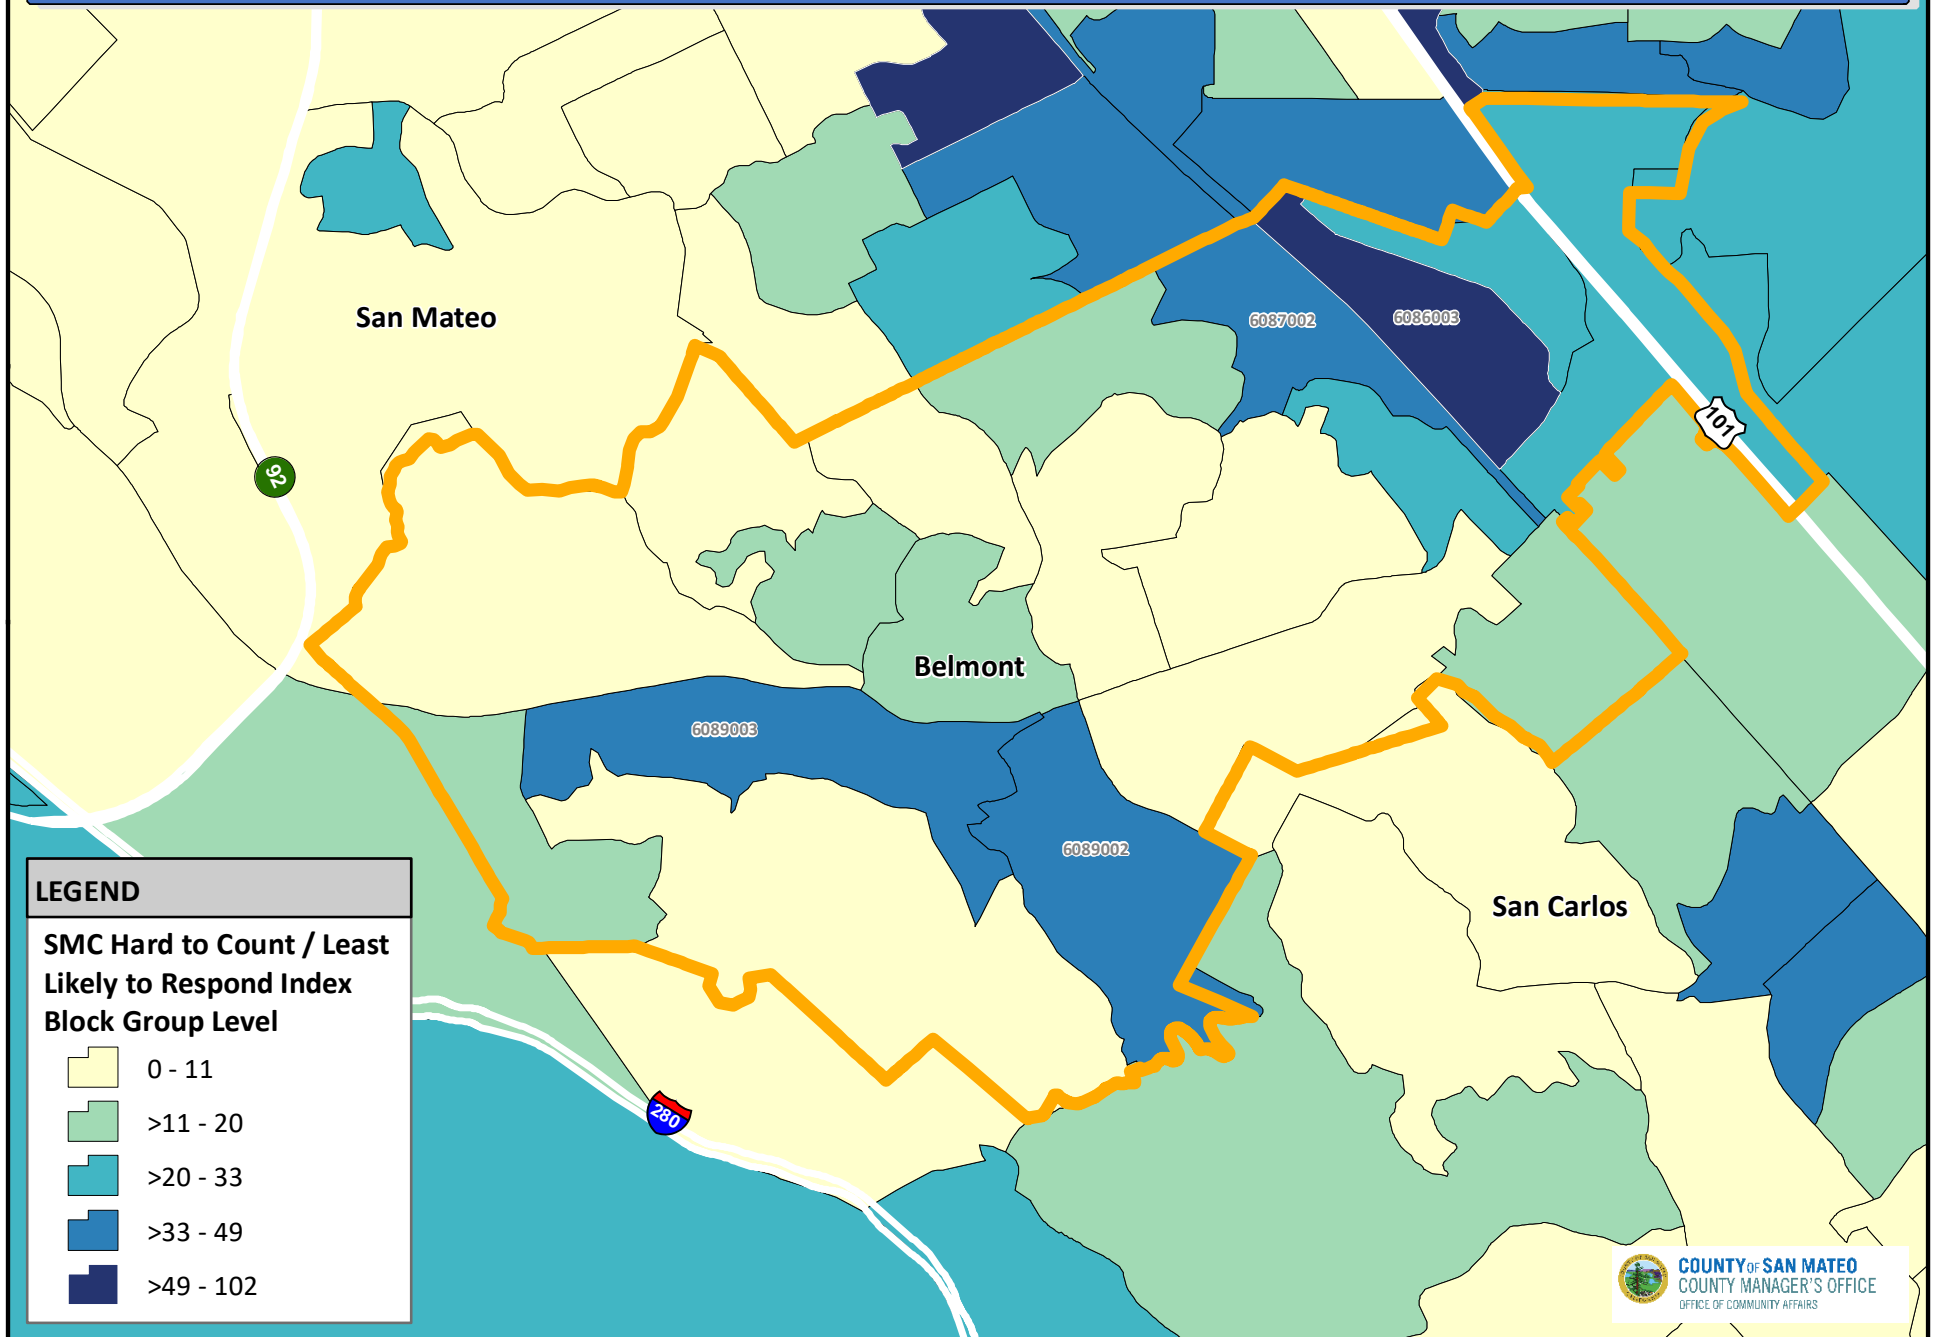 San Mateo
6087002
6086003
101
92
Belmont
6089003
6089002
San Carlos
280
LEGEND
SMC Hard to Count / Least
Likely to Respond Index
Block Group Level
0 - 11
>11 - 20
>20 - 33
>33 - 49
>49 - 102
COUNTY OF SAN MATEO
COUNTY MANAGER'S OFFICE
OFFICE OF COMMUNITY AFFAIRS